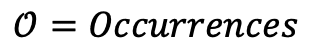 𝒪 = Occurrences